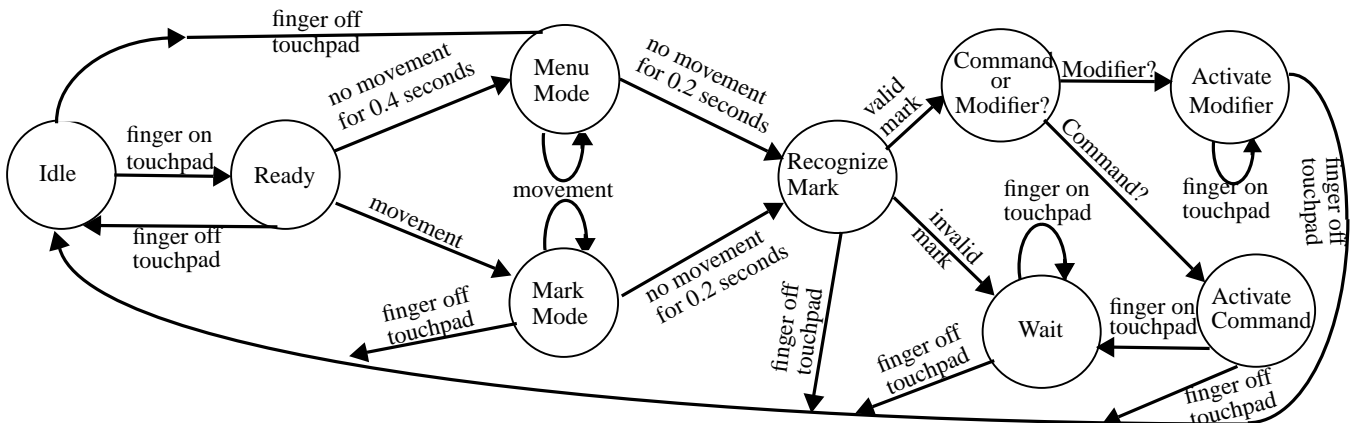 finger off
touchpad
Idle
finger on
touchpad
finger off
touchpad
Ready
no movement
for 0.4 seconds
movement
Menu
Mode
movement
Mark
Mode
finger off
touchpad
no movement
for 0.2 seconds
no movement
for 0.2 seconds
Recognize
Mark
valid
mark
invalid
mark
finger off
touchpad
Command
or
Modifier?
Modifier?
Command?
Activate
Modifier
finger on
touchpad
finger off
touchpad
finger on
touchpad
Wait
finger off
touchpad
finger on
touchpad
Activate
Command
finger off
touchpad